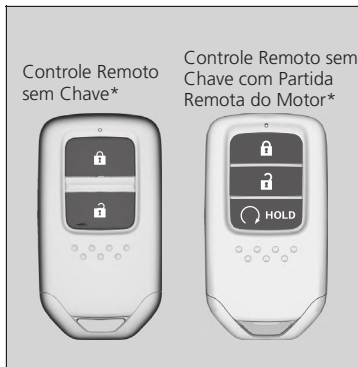 Controle Remoto
sem Chave*
Controle Remoto sem
Chave com Partida
Remota do Motor*
HOLD